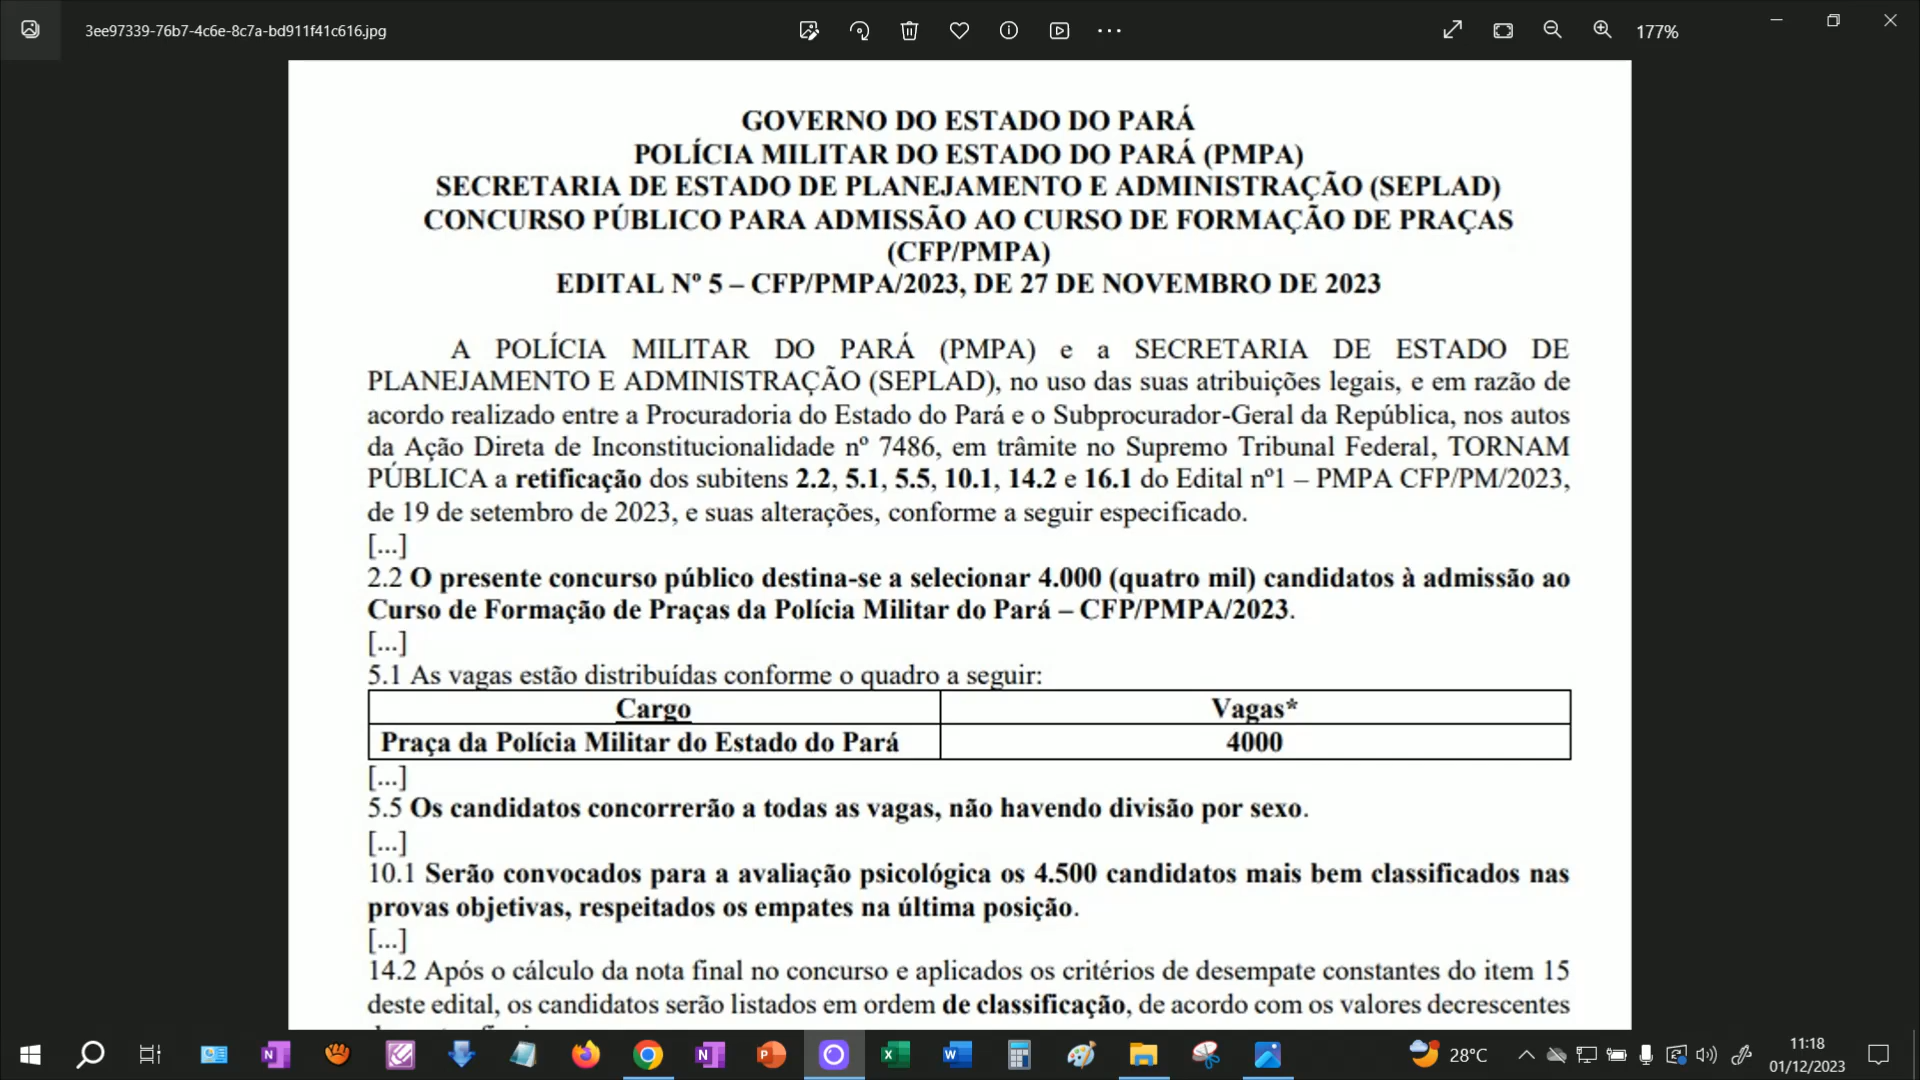 3ee97339-76b7-4c6e-8c7a-bd911f41c616.jpg
177%
GOVERNO DO ESTADO DO PARÁ
POLÍCIA MILITAR DO ESTADO DO PARÁ (PMPA)
SECRETARIA DE ESTADO DE PLANEJAMENTO E ADMINISTRAÇÃO (SEPLAD)
CONCURSO PÚBLICO PARA ADMISSÃO AO CURSO DE FORMAÇÃO DE PRAÇAS
(CFP/PMPA)
EDITAL Nº 5 – CFP/PMPA/2023, DE 27 DE NOVEMBRO DE 2023
A POLÍCIA MILITAR DO PARÁ (PMPA) e a SECRETARIA DE ESTADO DE
PLANEJAMENTO E ADMINISTRAÇÃO (SEPLAD), no uso das suas atribuições legais, e em razão de
acordo realizado entre a Procuradoria do Estado do Pará e o Subprocurador-Geral da República, nos autos
da Ação Direta de Inconstitucionalidade nº 7486, em trâmite no Supremo Tribunal Federal, TORNAM
PÚBLICA a retificação dos subitens 2.2, 5.1, 5.5, 10.1, 14.2 e 16.1 do Edital nº1 – PMPA CFP/PM/2023,
de 19 de setembro de 2023, e suas alterações, conforme a seguir especificado.
[...]
2.2 O presente concurso público destina-se a selecionar 4.000 (quatro mil) candidatos à admissão ao
Curso de Formação de Praças da Polícia Militar do Pará – CFP/PMPA/2023.
[...]
5.1 As vagas estão distribuídas conforme o quadro a seguir:
Cargo Vagas*
Praça da Polícia Militar do Estado do Pará 4000
[...]
5.5 Os candidatos concorrerão a todas as vagas, não havendo divisão por sexo.
[...]
10.1 Serão convocados para a avaliação psicológica os 4.500 candidatos mais bem classificados nas
provas objetivas, respeitados os empates na última posição.
[...]
14.2 Após o cálculo da nota final no concurso e aplicados os critérios de desempate constantes do item 15
deste edital, os candidatos serão listados em ordem de classificação, de acordo com os valores decrescentes
28°C
11:18
01/12/2023